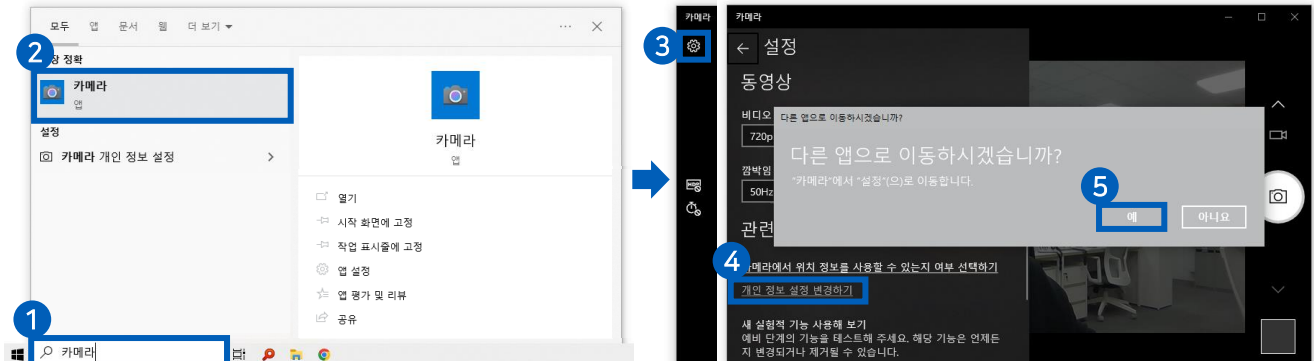 모두 앱 문서 웹 더 보기
정확
카메라
앱
설정
카메라 개인 정보 설정
카메라
앱
열기
시작 화면에 고정
작업 표시줄에 고정
앱 설정
앱 평가 및 리뷰
공유
1
카메라
2
카메라
3
카메라
설정
동영상
비디오
720p
깜박임
50Hz
관련
다른 앱으로 이동하시겠습니까?
다른 앱으로 이동하시겠습니까?
"카메라"에서 "설정"(으)로 이동합니다.
5
예 아니요
4
카메라에서 위치 정보를 사용할 수 있는지 여부 선택하기
개인 정보 설정 변경하기
새 실험적 기능 사용해 보기
예비 단계의 기능을 테스트해 주세요. 해당 기능은 언제든
지 변경되거나 제거될 수 있습니다.